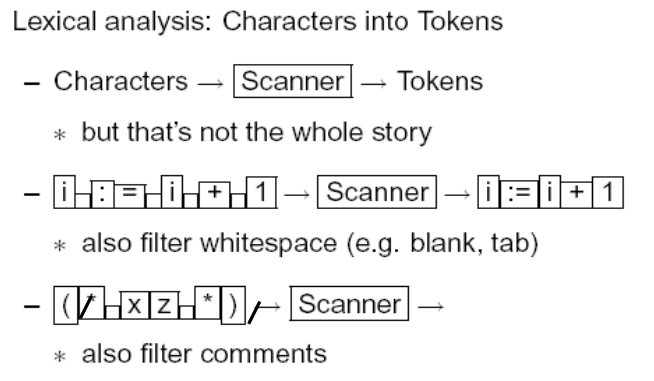 Lexical analysis: Characters into Tokens
– Characters → Scanner → Tokens
* but that's not the whole story
– i := i + 1 → Scanner → i := i + 1
* also filter whitespace (e.g. blank, tab)
– (/* xz *)/ → Scanner →
* also filter comments